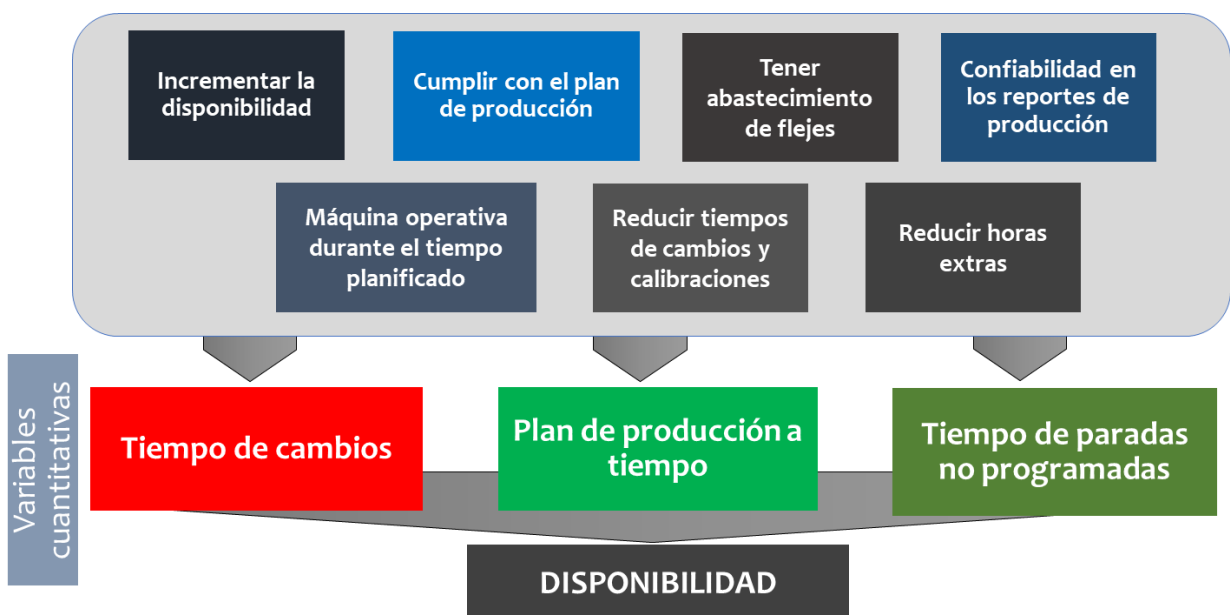 Incrementar la
disponibilidad
Cumplir con el plan
de producción
Tener
abastecimiento
de flejes
Confiabilidad en
los reportes de
producción
Máquina operativa
durante el tiempo
planificado
Reducir tiempos
de cambios y
calibraciones
Reducir horas
extras
Variables
cuantitativas
Tiempo de cambios
Plan de producción a
tiempo
Tiempo de paradas
no programadas
DISPONIBILIDAD